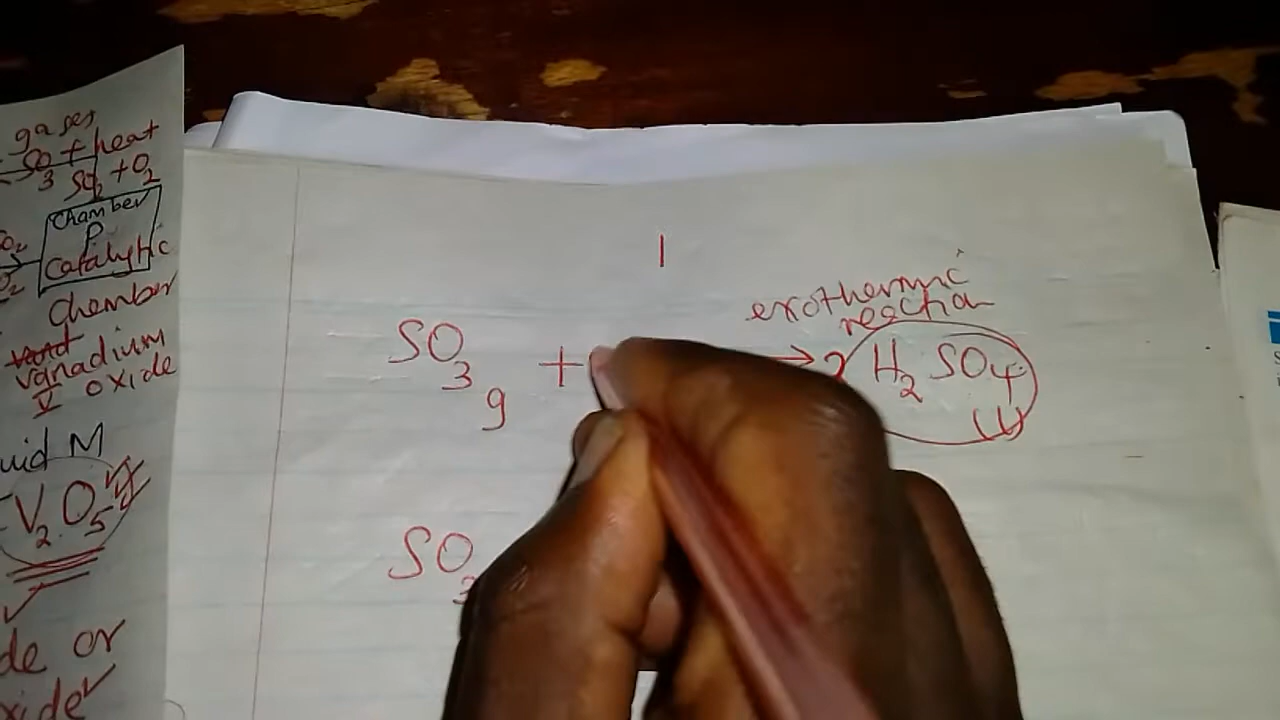 gases
SO3 + heat
SO2 + O2
Chamber
P
Catalytic
Chamber
vanadium
V oxide
uid M
V2O5
de or
xide
1
exothermic
reaction
SO3 g + → H2SO4 (l)
SO3